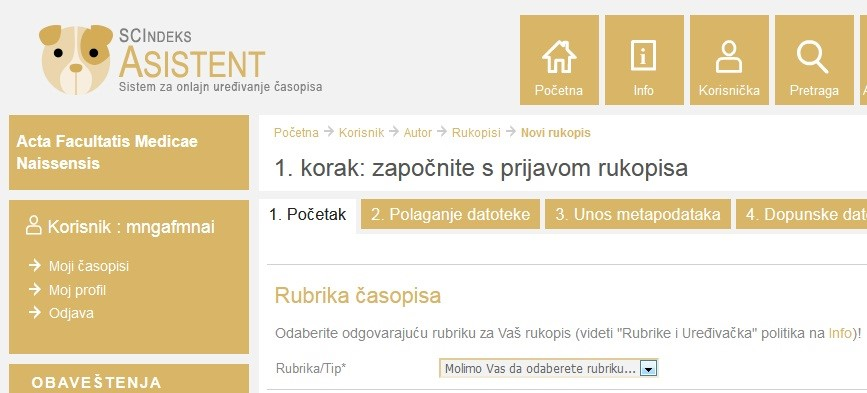 SCINDEKS
ASISTENT
Sistem za onlajn uređivanje časopisa
Početna
Info
Korisnička
Pretraga
Acta Facultatis Medicae
Naissensis
Početna → Korisnik → Autor → Rukopisi → Novi rukopis
1. korak: započnite s prijavom rukopisa
Korisnik : mngafmnai
→ Moji časopisi
→ Moj profil
→ Odjava
1. Početak
2. Polaganje datoteke
3. Unos metapodataka
4. Dopunske dato
Rubrika časopisa
Odaberite odgovarajuću rubriku za Vaš rukopis (videti "Rubrike i Uređivačka" politika na Info)!
Rubrika/Tip* Molimo Vas da odaberete rubriku...
OBAVEŠTENJA